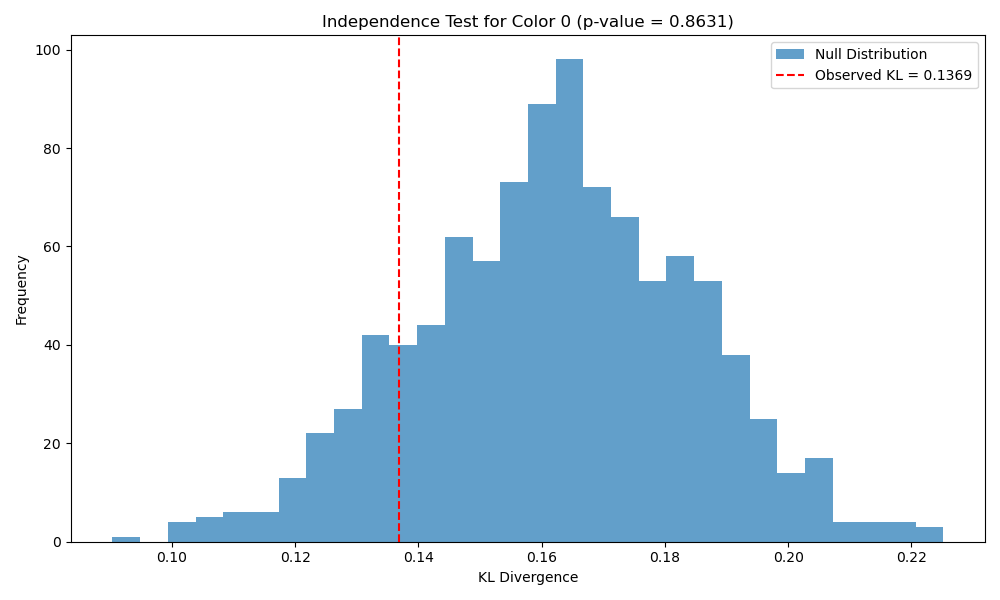 Independence Test for Color 0 (p-value = 0.8631)
Null Distribution
Observed KL = 0.1369
100
80
60
40
20
0
Frequency
0.10 0.12 0.14 0.16 0.18 0.20 0.22
KL Divergence